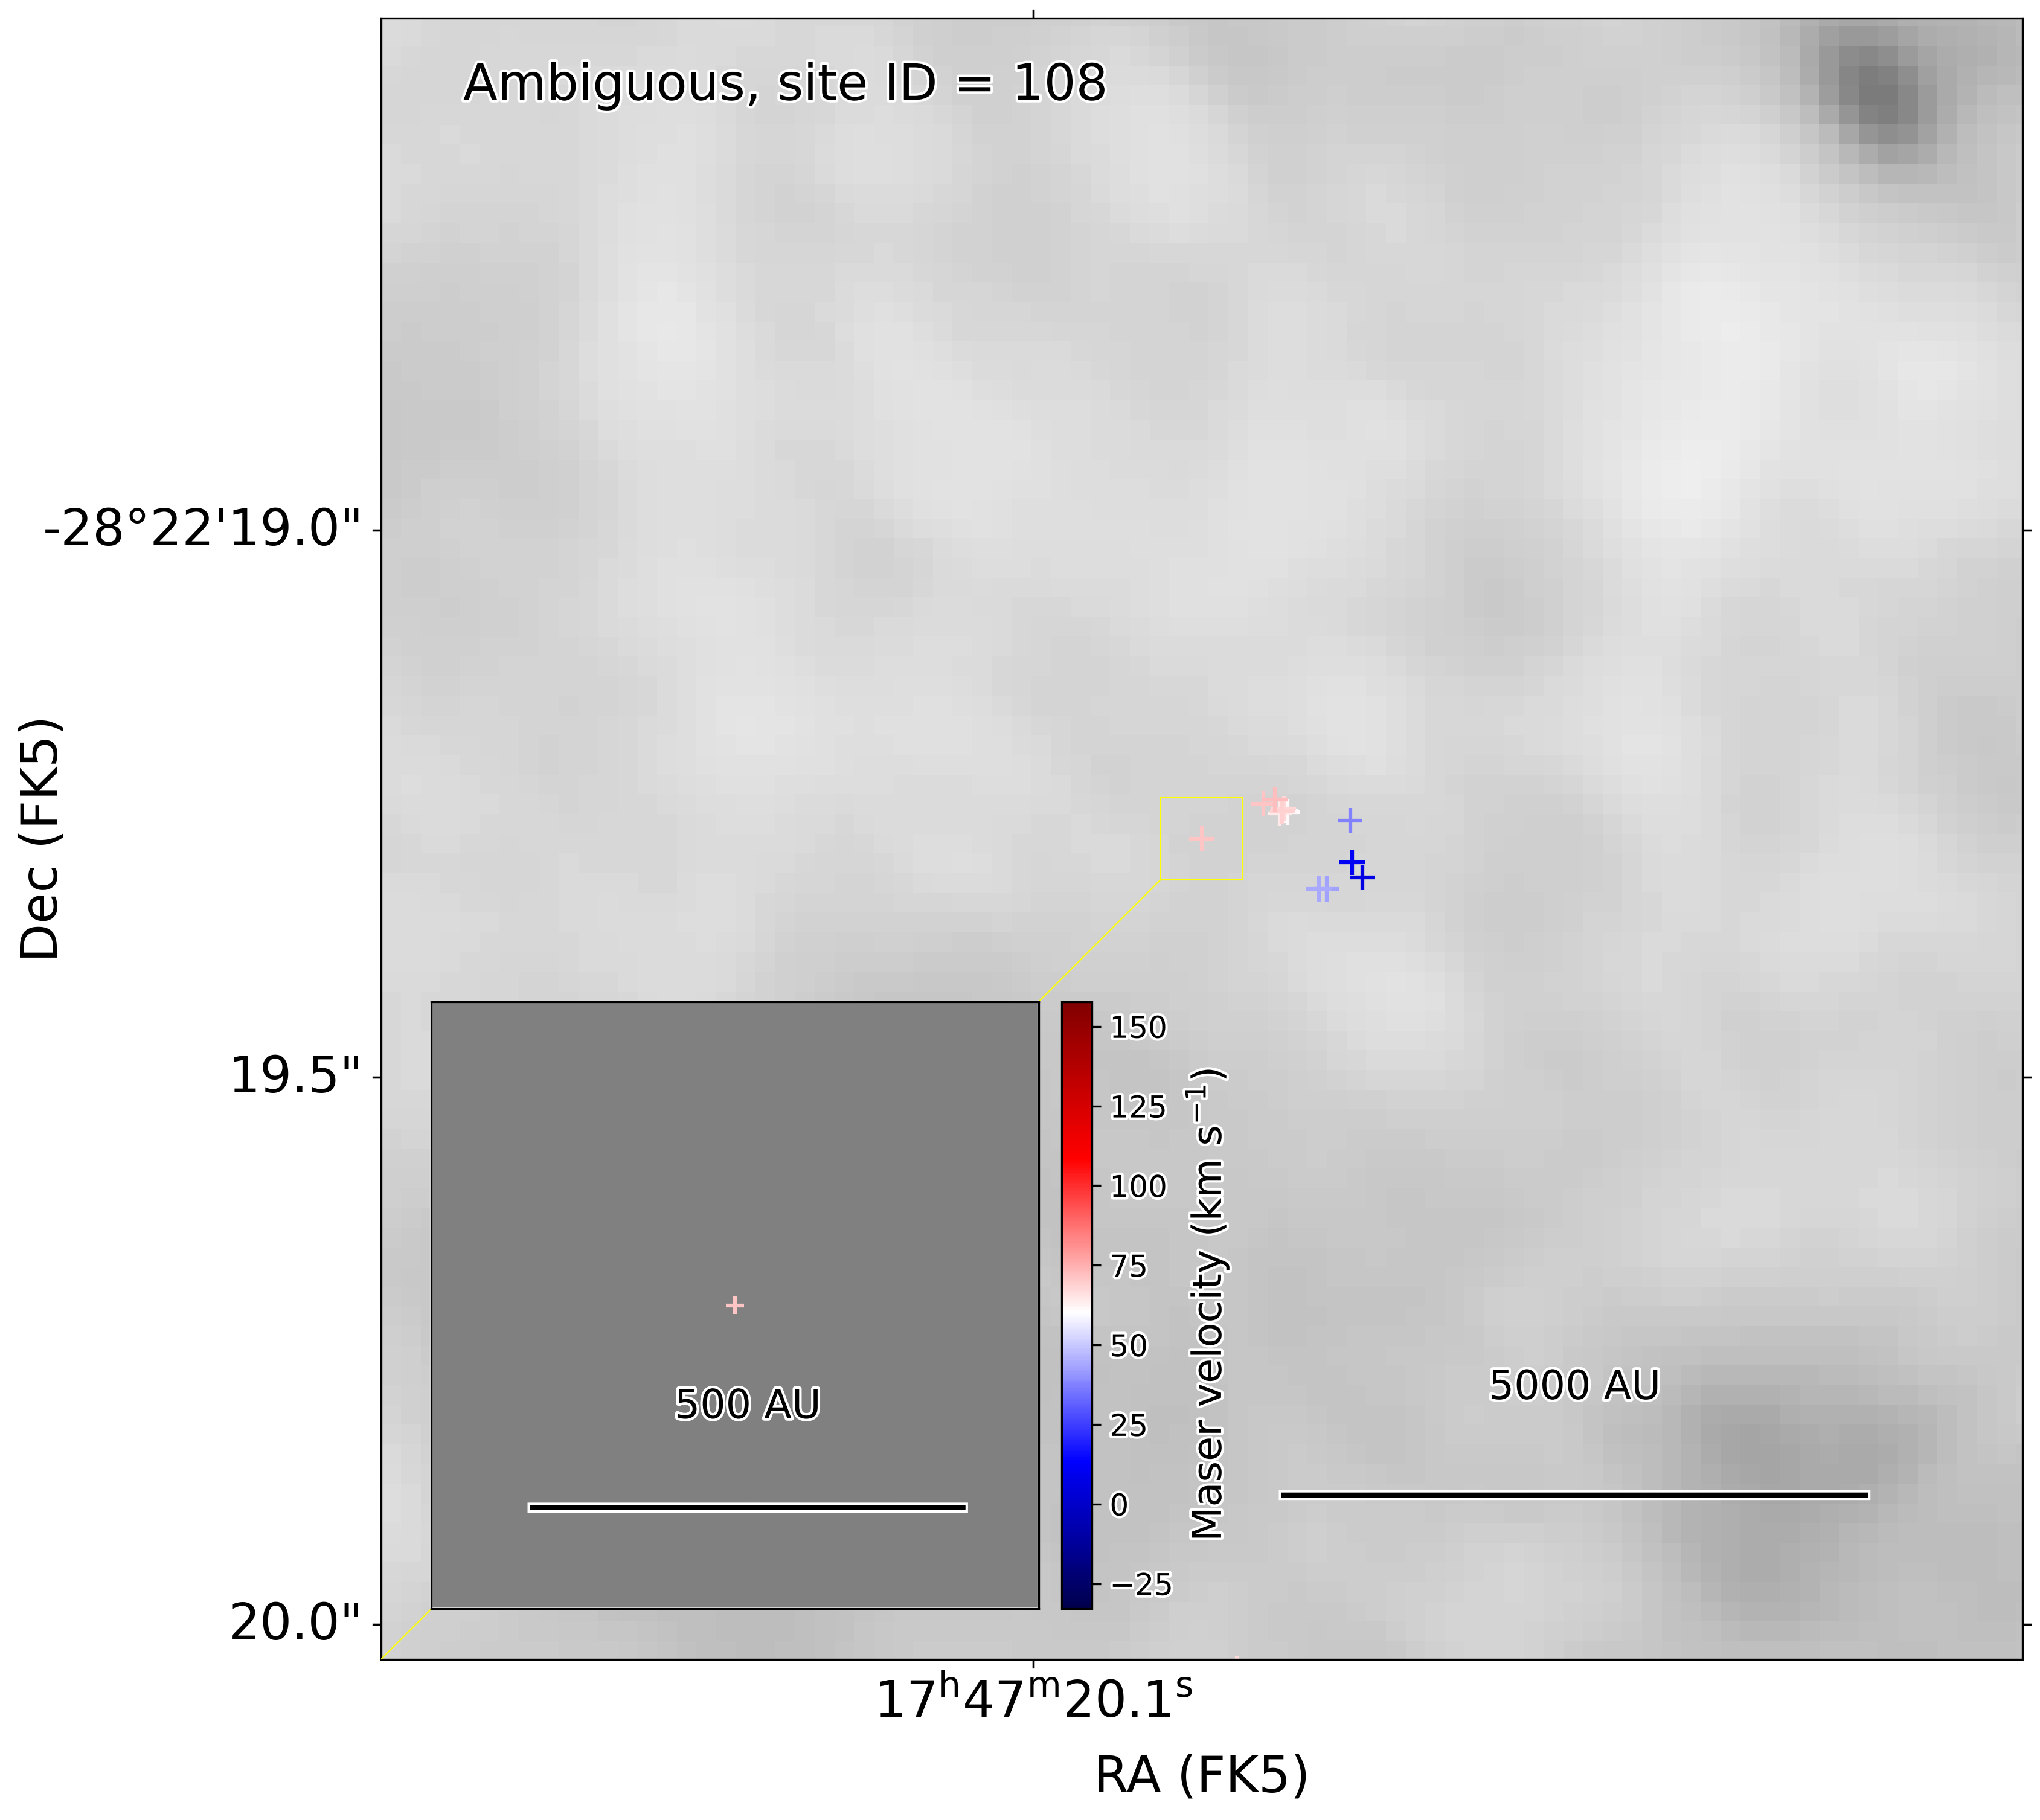 Ambiguous, site ID = 108
-28°22'19.0"
19.5"
20.0"
Dec (FK5)
500 AU
150
125
100
75
50
25
0
−25
Maser velocity (km s⁻¹)
5000 AU
17ʰ47ᵐ20.1ˢ
RA (FK5)